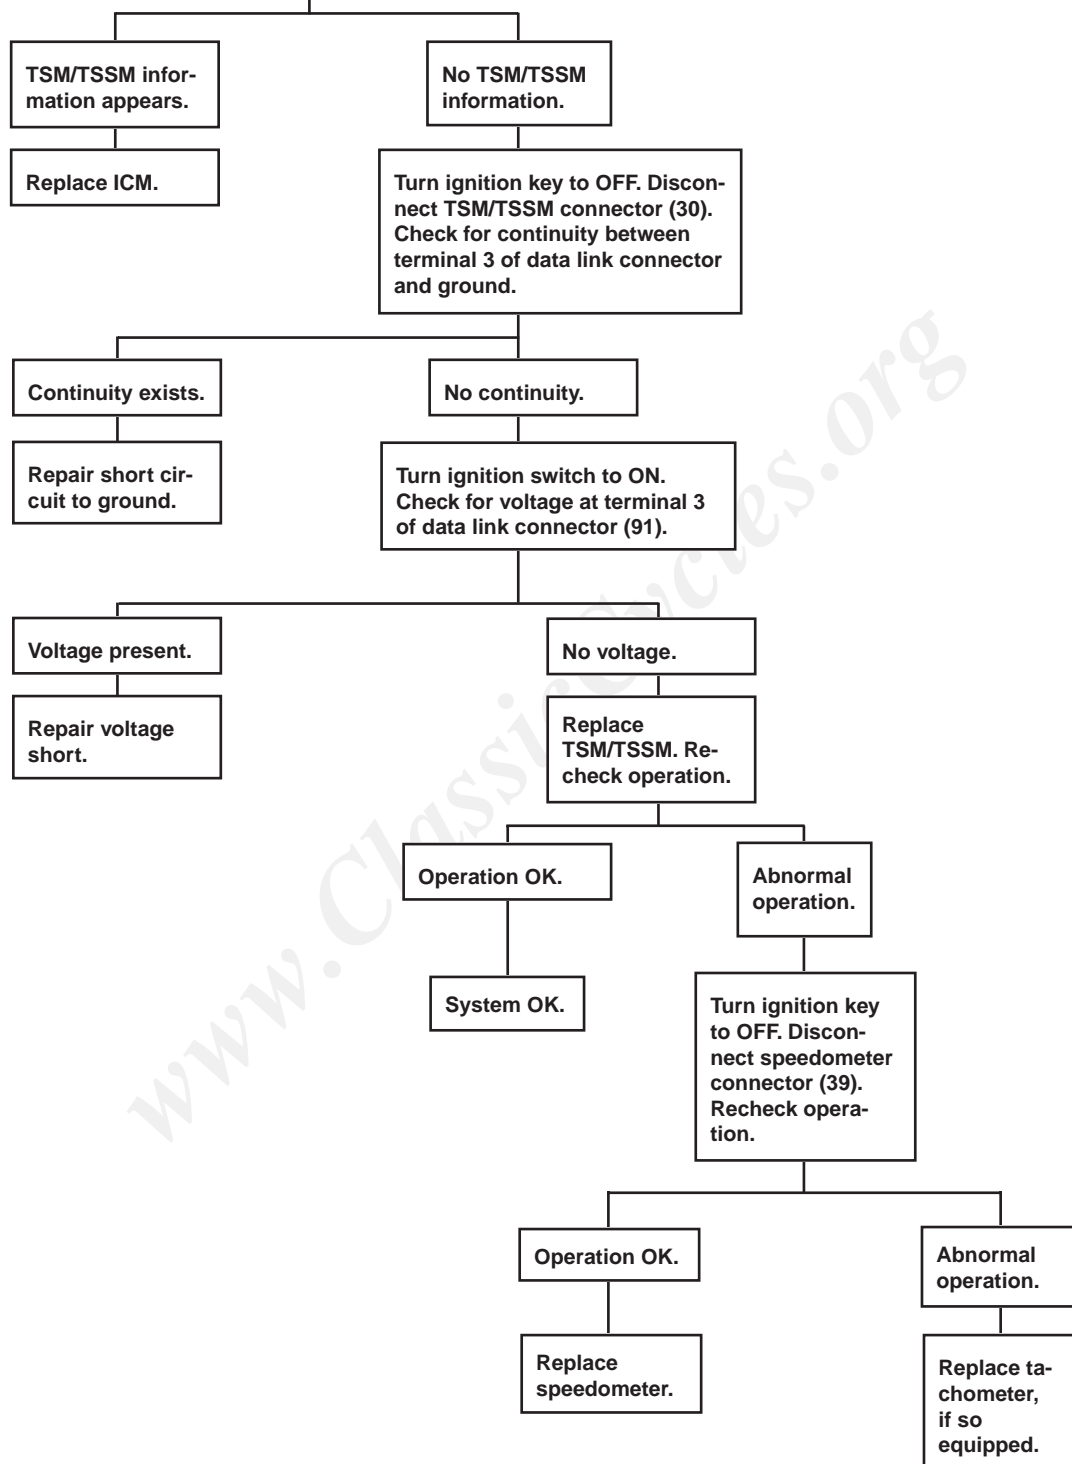 TSM/TSSM infor-
mation appears.
No TSM/TSSM
information.
Replace ICM.
Turn ignition key to OFF. Discon-
nect TSM/TSSM connector (30).
Check for continuity between
terminal 3 of data link connector
and ground.
Continuity exists.
No continuity.
Repair short cir-
cuit to ground.
Turn ignition switch to ON.
Check for voltage at terminal 3
of data link connector (91).
Voltage present.
No voltage.
Repair voltage
short.
Replace
TSM/TSSM. Re-
check operation.
Operation OK.
Abnormal
operation.
System OK.
Turn ignition key
to OFF. Discon-
nect speedometer
connector (39).
Recheck opera-
tion.
Operation OK.
Abnormal
operation.
Replace
speedometer.
Replace ta-
chometer,
if so
equipped.
www.ClassicCycles.org